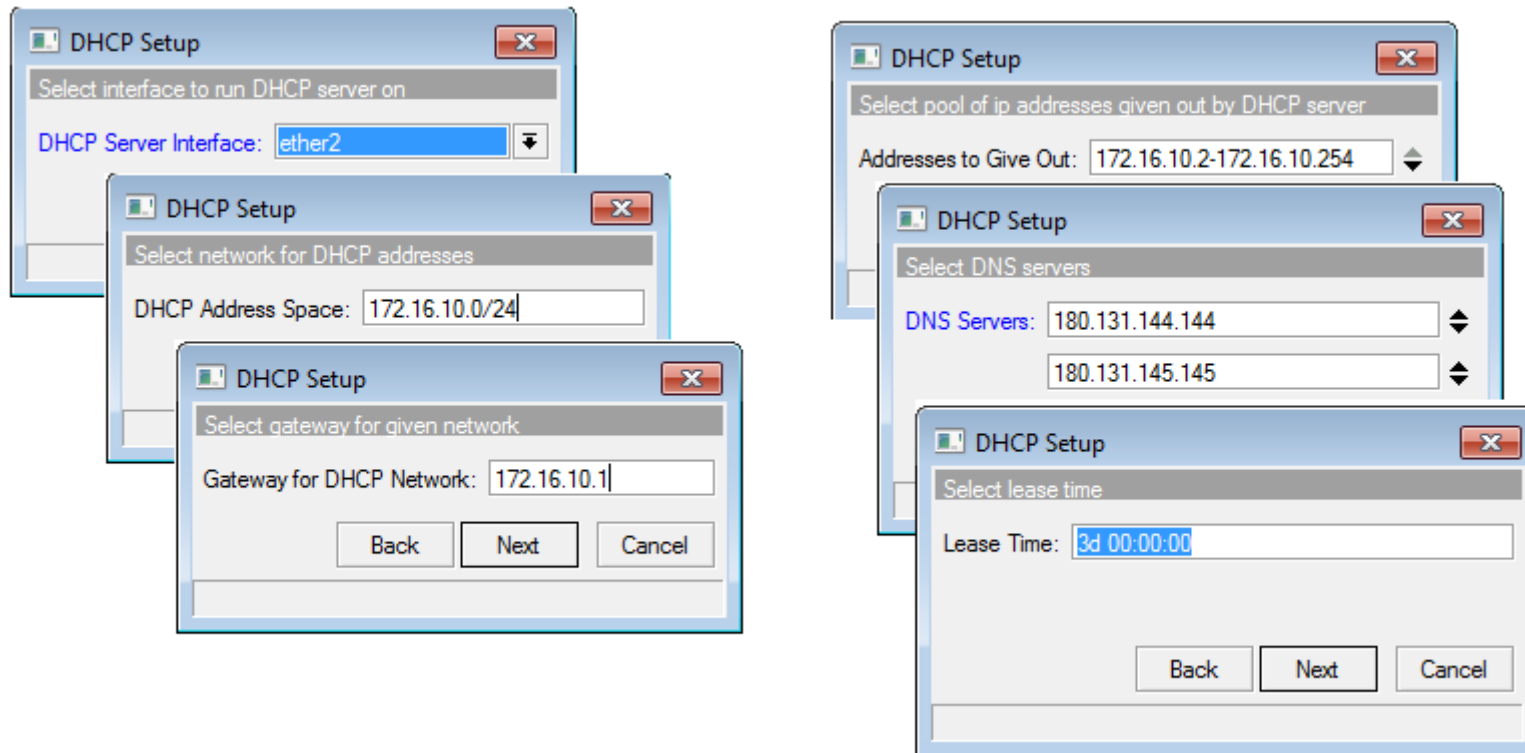 DHCP Setup
Select interface to run DHCP server on
DHCP Server Interface: ether2
DHCP Setup
Select network for DHCP addresses
DHCP Address Space: 172.16.10.0/24
DHCP Setup
Select gateway for given network
Gateway for DHCP Network: 172.16.10.1
Back Next Cancel
DHCP Setup
Select pool of ip addresses given out by DHCP server
Addresses to Give Out: 172.16.10.2-172.16.10.254
DHCP Setup
Select DNS servers
DNS Servers: 180.131.144.144
180.131.145.145
DHCP Setup
Select lease time
Lease Time: 3d 00:00:00
Back Next Cancel